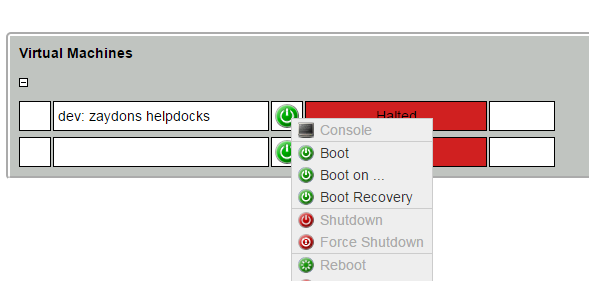 Virtual Machines
dev: zaydons helpdocks
Halted
Console
Boot
Boot on ...
Boot Recovery
Shutdown
Force Shutdown
Reboot